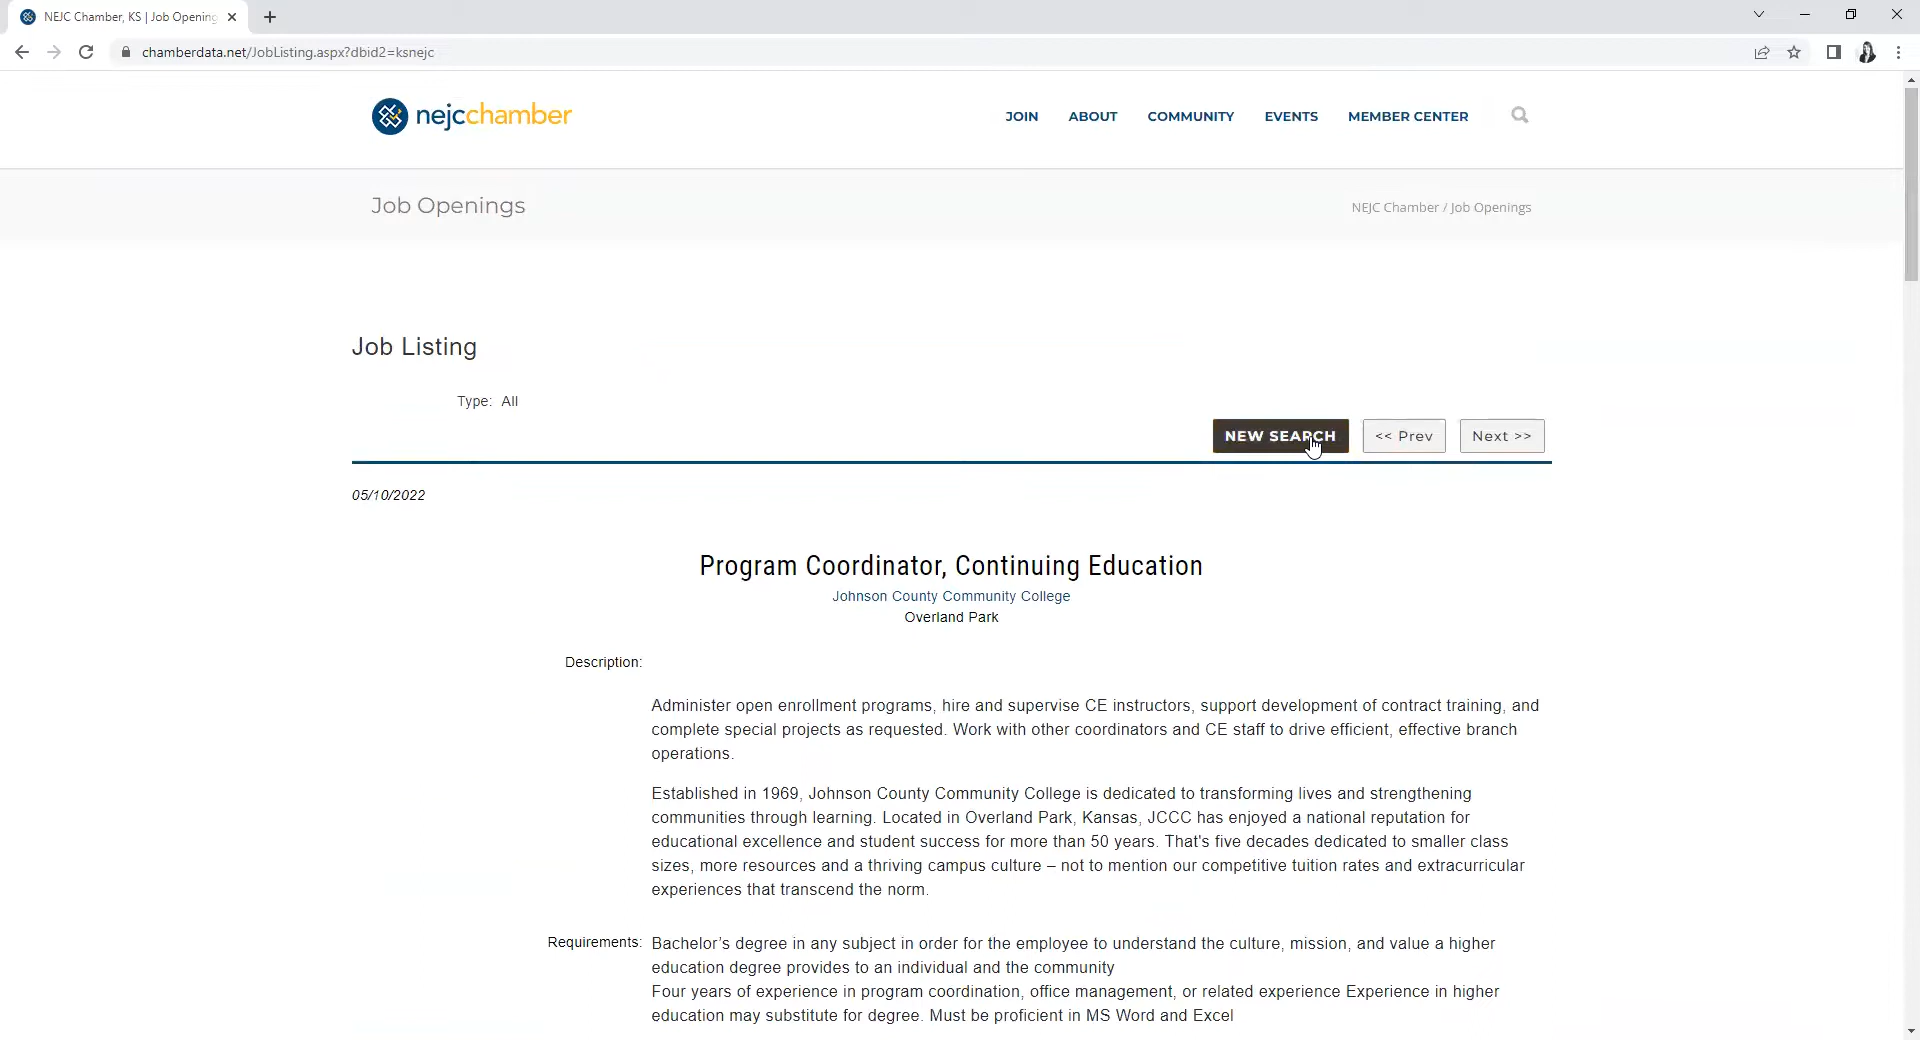 NEJC Chamber, KS | Job Opening
chamberdata.net/JobListing.aspx?dbid2=ksnejc
nejcchamber
JOIN ABOUT COMMUNITY EVENTS MEMBER CENTER
Job Openings
NEJC Chamber / Job Openings
Job Listing
Type: All
NEW SEARCH << Prev Next >>
05/10/2022
Program Coordinator, Continuing Education
Johnson County Community College
Overland Park
Description:
Administer open enrollment programs, hire and supervise CE instructors, support development of contract training, and
complete special projects as requested. Work with other coordinators and CE staff to drive efficient, effective branch
operations.
Established in 1969, Johnson County Community College is dedicated to transforming lives and strengthening
communities through learning. Located in Overland Park, Kansas, JCCC has enjoyed a national reputation for
educational excellence and student success for more than 50 years. That's five decades dedicated to smaller class
sizes, more resources and a thriving campus culture – not to mention our competitive tuition rates and extracurricular
experiences that transcend the norm.
Requirements: Bachelor’s degree in any subject in order for the employee to understand the culture, mission, and value a higher
education degree provides to an individual and the community
Four years of experience in program coordination, office management, or related experience Experience in higher
education may substitute for degree. Must be proficient in MS Word and Excel